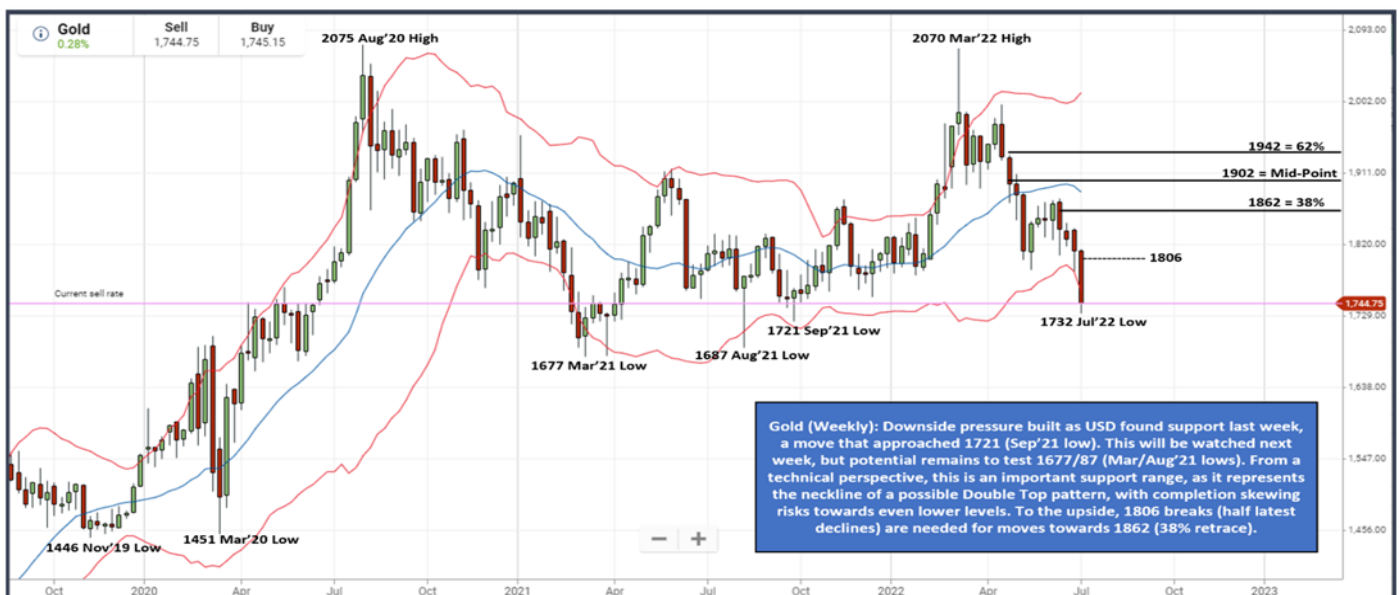 Gold
0.28%
Sell
1,744.75
Buy
1,745.15
2075 Aug'20 High
2070 Mar'22 High
2,093.00
2,002.00
1942 = 62%
1,911.00
1902 = Mid-Point
1862 = 38%
1,820.00
1806
Current sell rate
1,744.75
1,729.00
1732 Jul'22 Low
1721 Sep'21 Low
1687 Aug'21 Low
1677 Mar'21 Low
1,638.00
Gold (Weekly): Downside pressure built as USD found support last week,
a move that approached 1721 (Sep'21 low). This will be watched next
week, but potential remains to test 1677/87 (Mar/Aug'21 lows). From a
technical perspective, this is an important support range, as it represents
the neckline of a possible Double Top pattern, with completion skewing
risks towards even lower levels. To the upside, 1806 breaks (half latest
declines) are needed for moves towards 1862 (38% retrace).
1,547.00
1,456.00
1451 Mar'20 Low
1446 Nov'19 Low
Oct 2020 Apr Jul Oct 2021 Apr Jul Oct 2022 Apr Jul Oct 2023